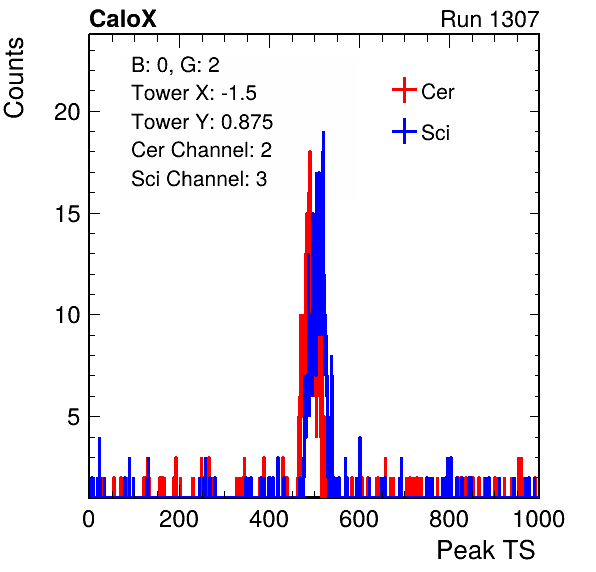 CaloX Run 1307
Counts
B: 0, G: 2
Tower X: -1.5
Tower Y: 0.875
Cer Channel: 2
Sci Channel: 3
Cer
Sci
20
15
10
5
0 200 400 600 800 1000
Peak TS